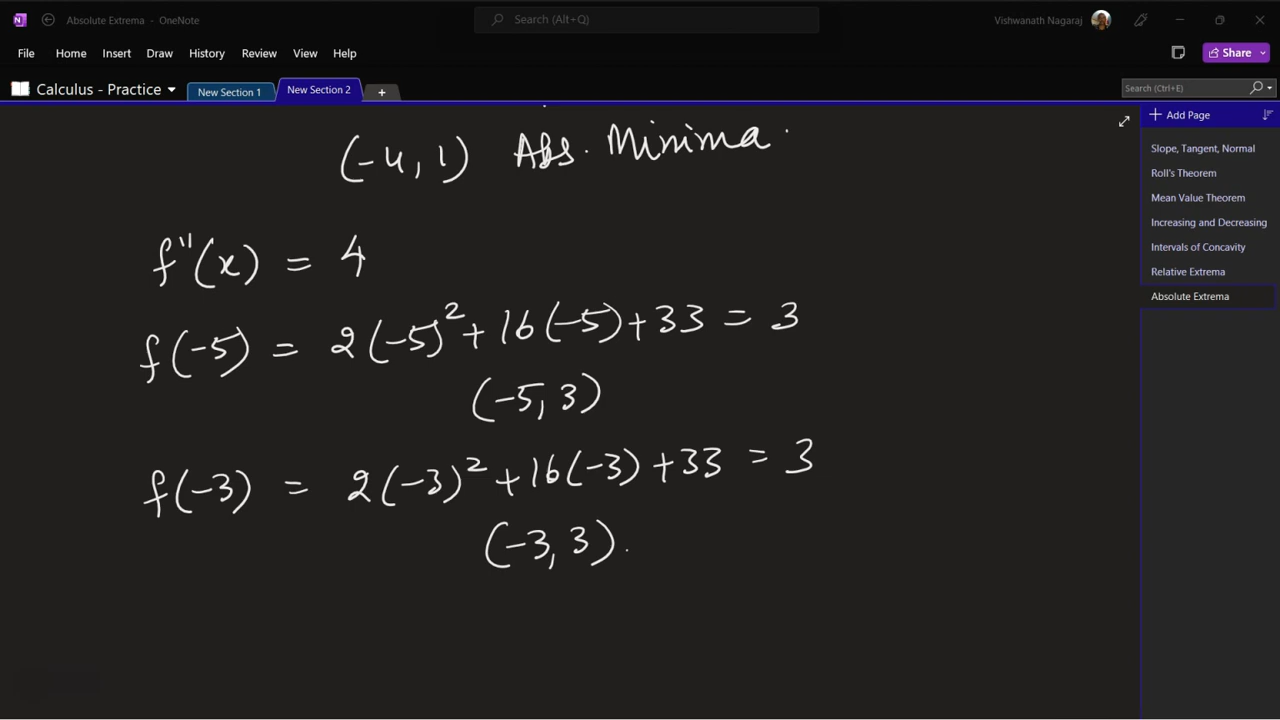 Absolute Extrema - OneNote
Search (Alt+Q)
Vishwanath Nagaraj
File Home Insert Draw History Review View Help
Share
Calculus - Practice
New Section 1
New Section 2
+
Search (Ctrl+E)
Add Page
Slope, Tangent, Normal
Roll's Theorem
Mean Value Theorem
Increasing and Decreasing
Intervals of Concavity
Relative Extrema
Absolute Extrema
(-4, 1) Abs. Minima.
f"(x) = 4
f(-5) = 2(-5)² + 16(-5) + 33 = 3
(-5, 3)
f(-3) = 2(-3)² + 16(-3) + 33 = 3
(-3, 3).